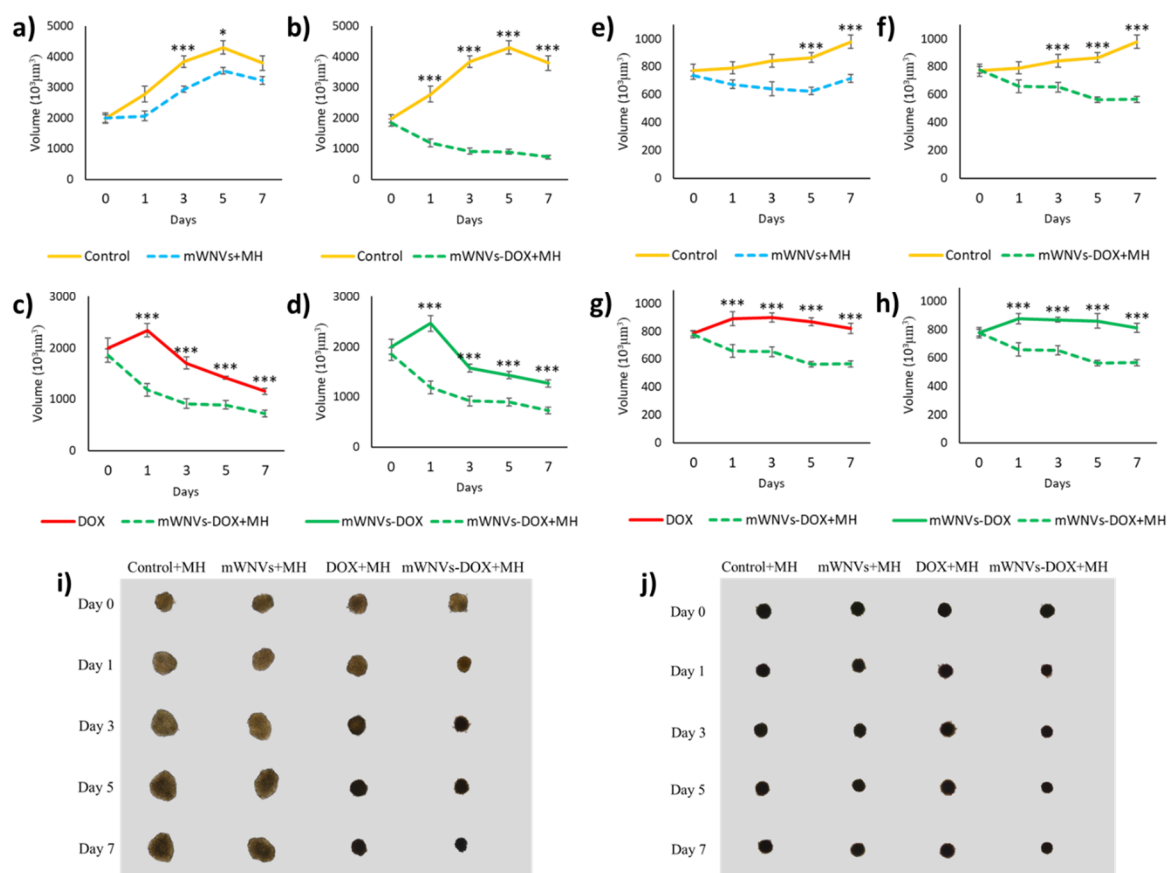 a)
5000
4000
3000
2000
1000
0
Volume (10³μm³)
*** *
0 1 3 5 7
Days
Control mWNVs+MH
b)
5000
4000
3000
2000
1000
0
Volume (10³μm³)
*** *** *** ***
0 1 3 5 7
Days
Control mWNVs-DOX+MH
e)
1000
800
600
400
200
0
Volume (10³μm³)
*** ***
0 1 3 5 7
Days
Control mWNVs+MH
f)
1000
800
600
400
200
0
Volume (10³μm³)
*** *** ***
0 1 3 5 7
Days
Control mWNVs-DOX+MH
c)
3000
2000
1000
0
Volume (10³μm³)
*** *** *** ***
0 1 3 5 7
Days
DOX mWNVs-DOX+MH
d)
3000
2000
1000
0
Volume (10³μm³)
*** *** *** ***
0 1 3 5 7
Days
mWNVs-DOX mWNVs-DOX+MH
g)
1000
800
600
400
200
0
Volume (10³μm³)
*** *** *** ***
0 1 3 5 7
Days
DOX mWNVs-DOX+MH
h)
1000
800
600
400
200
0
Volume (10³μm³)
*** *** *** ***
0 1 3 5 7
Days
mWNVs-DOX mWNVs-DOX+MH
i)
Control+MH mWNVs+MH DOX+MH mWNVs-DOX+MH
Day 0
Day 1
Day 3
Day 5
Day 7
j)
Control+MH mWNVs+MH DOX+MH mWNVs-DOX+MH
Day 0
Day 1
Day 3
Day 5
Day 7